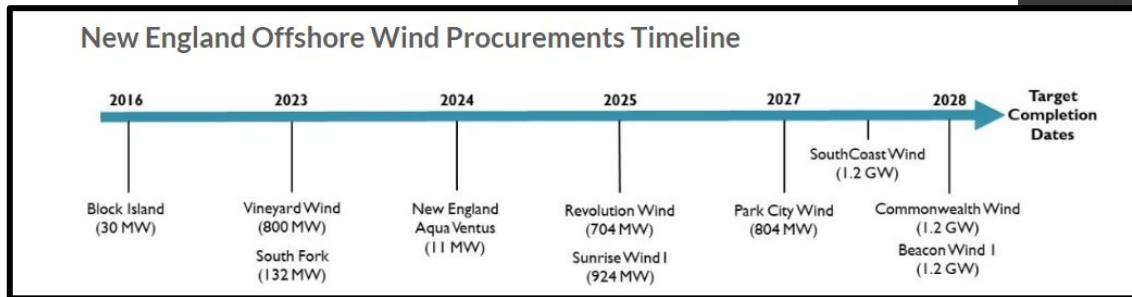 New England Offshore Wind Procurements Timeline
2016
2023
2024
2025
2027
2028
Target
Completion
Dates
SouthCoast Wind
(1.2 GW)
Block Island
(30 MW)
Vineyard Wind
(800 MW)
South Fork
(132 MW)
New England
Aqua Ventus
(11 MW)
Revolution Wind
(704 MW)
Sunrise Wind I
(924 MW)
Park City Wind
(804 MW)
Commonwealth Wind
(1.2 GW)
Beacon Wind I
(1.2 GW)